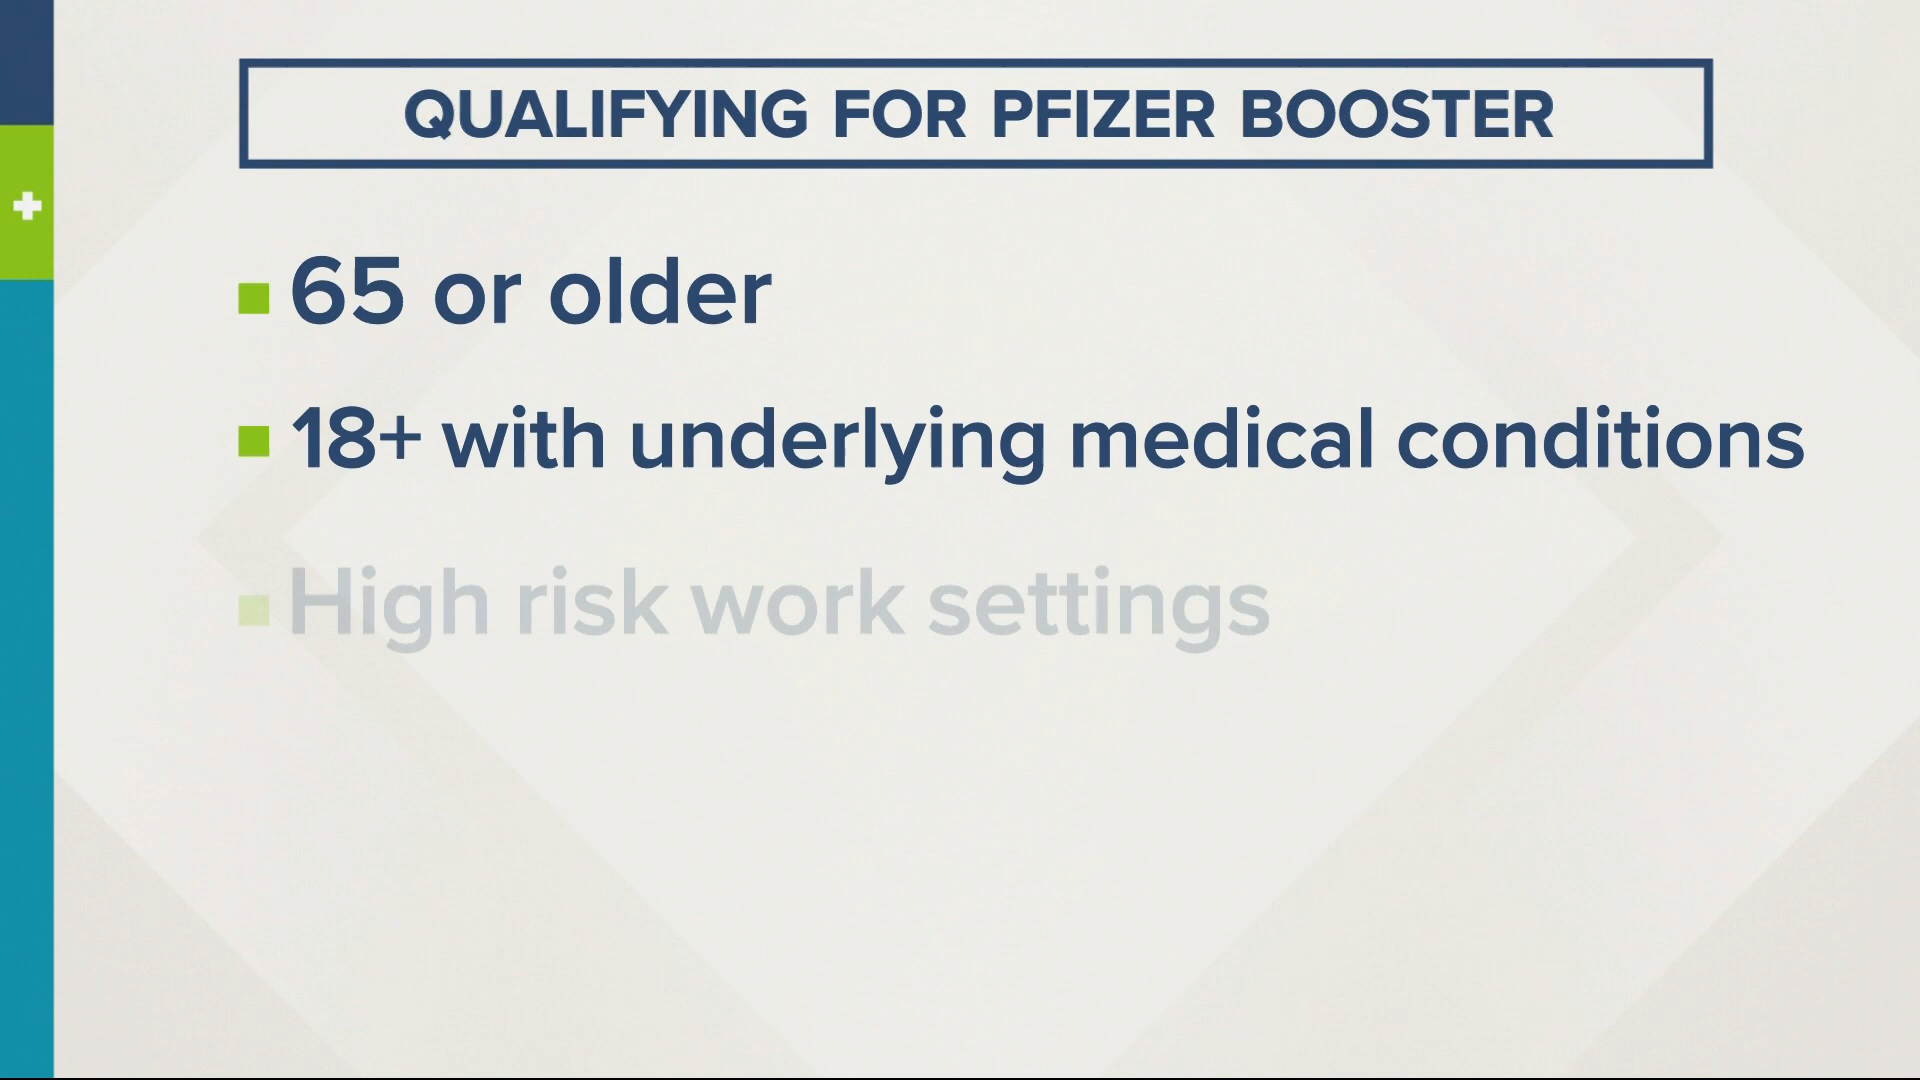 QUALIFYING FOR PFIZER BOOSTER
65 or older
18+ with underlying medical conditions
High risk work settings